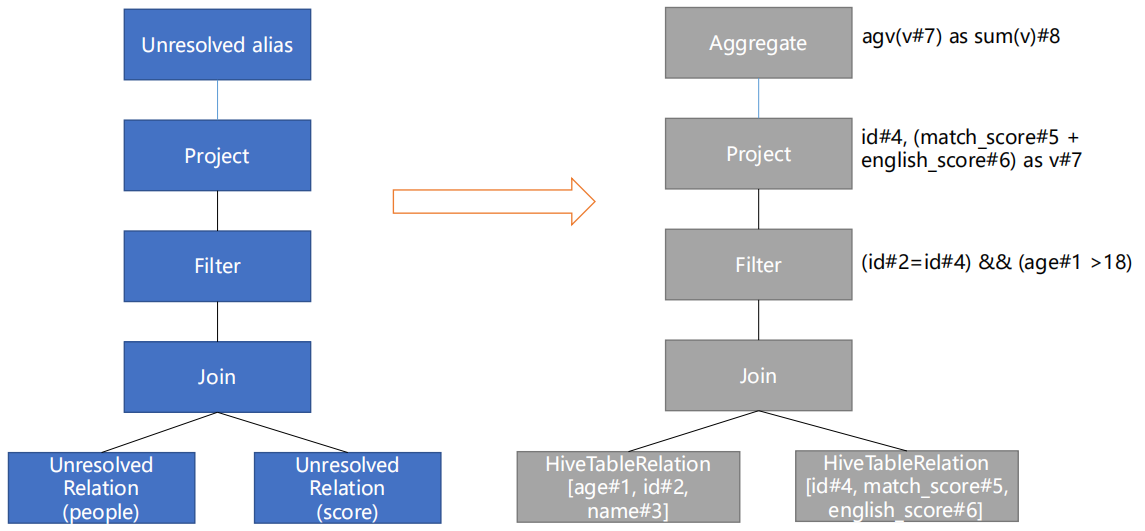 Unresolved alias
Project
Filter
Join
Unresolved
Relation
(people)
Unresolved
Relation
(score)
Aggregate
agv(v#7) as sum(v)#8
Project
id#4, (match_score#5 +
english_score#6) as v#7
Filter
(id#2=id#4) && (age#1 >18)
Join
HiveTableRelation
[age#1, id#2,
name#3]
HiveTableRelation
[id#4, match_score#5,
english_score#6]